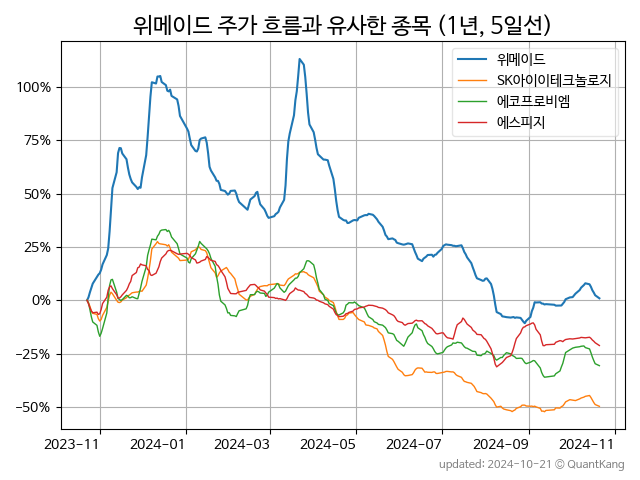 위메이드 주가 흐름과 유사한 종목 (1년, 5일선)
위메이드
SK아이이테크놀로지
에코프로비엠
에스피지
100%
75%
50%
25%
0%
−25%
−50%
2023−11 2024−01 2024−03 2024−05 2024−07 2024−09 2024−11
updated: 2024-10-21 © QuantKang